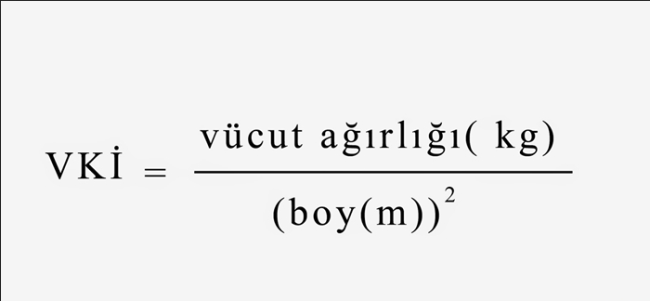 VKİ = vücut ağırlığı( kg)
(boy(m))²